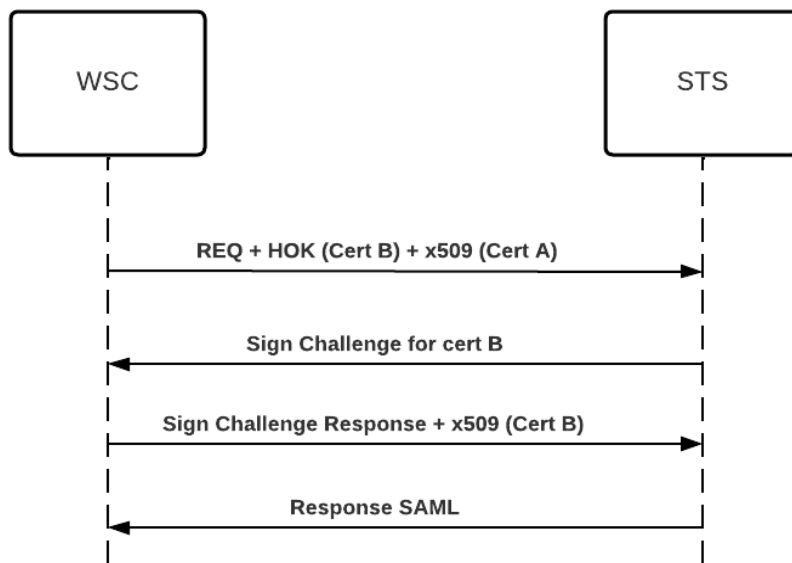 WSC
STS
REQ + HOK (Cert B) + x509 (Cert A)
Sign Challenge for cert B
Sign Challenge Response + x509 (Cert B)
Response SAML